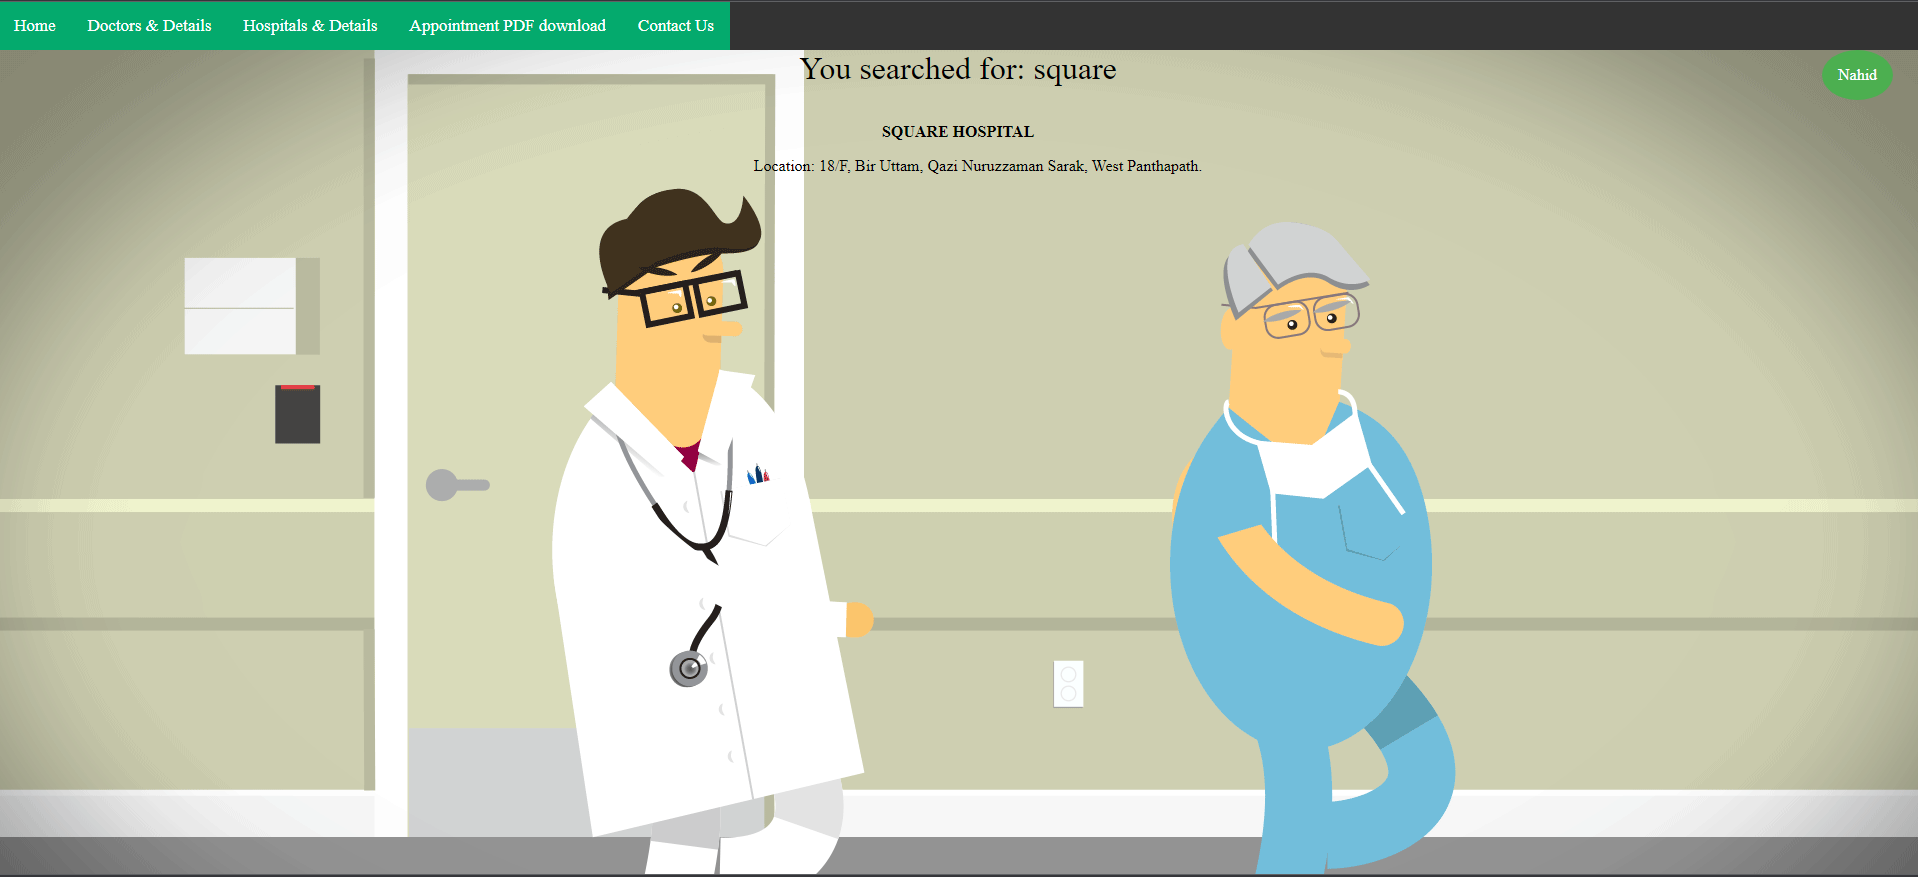 Home Doctors & Details Hospitals & Details Appointment PDF download Contact Us
You searched for: square
Nahid
SQUARE HOSPITAL
Location: 18/F, Bir Uttam, Qazi Nuruzzaman Sarak, West Panthapath.